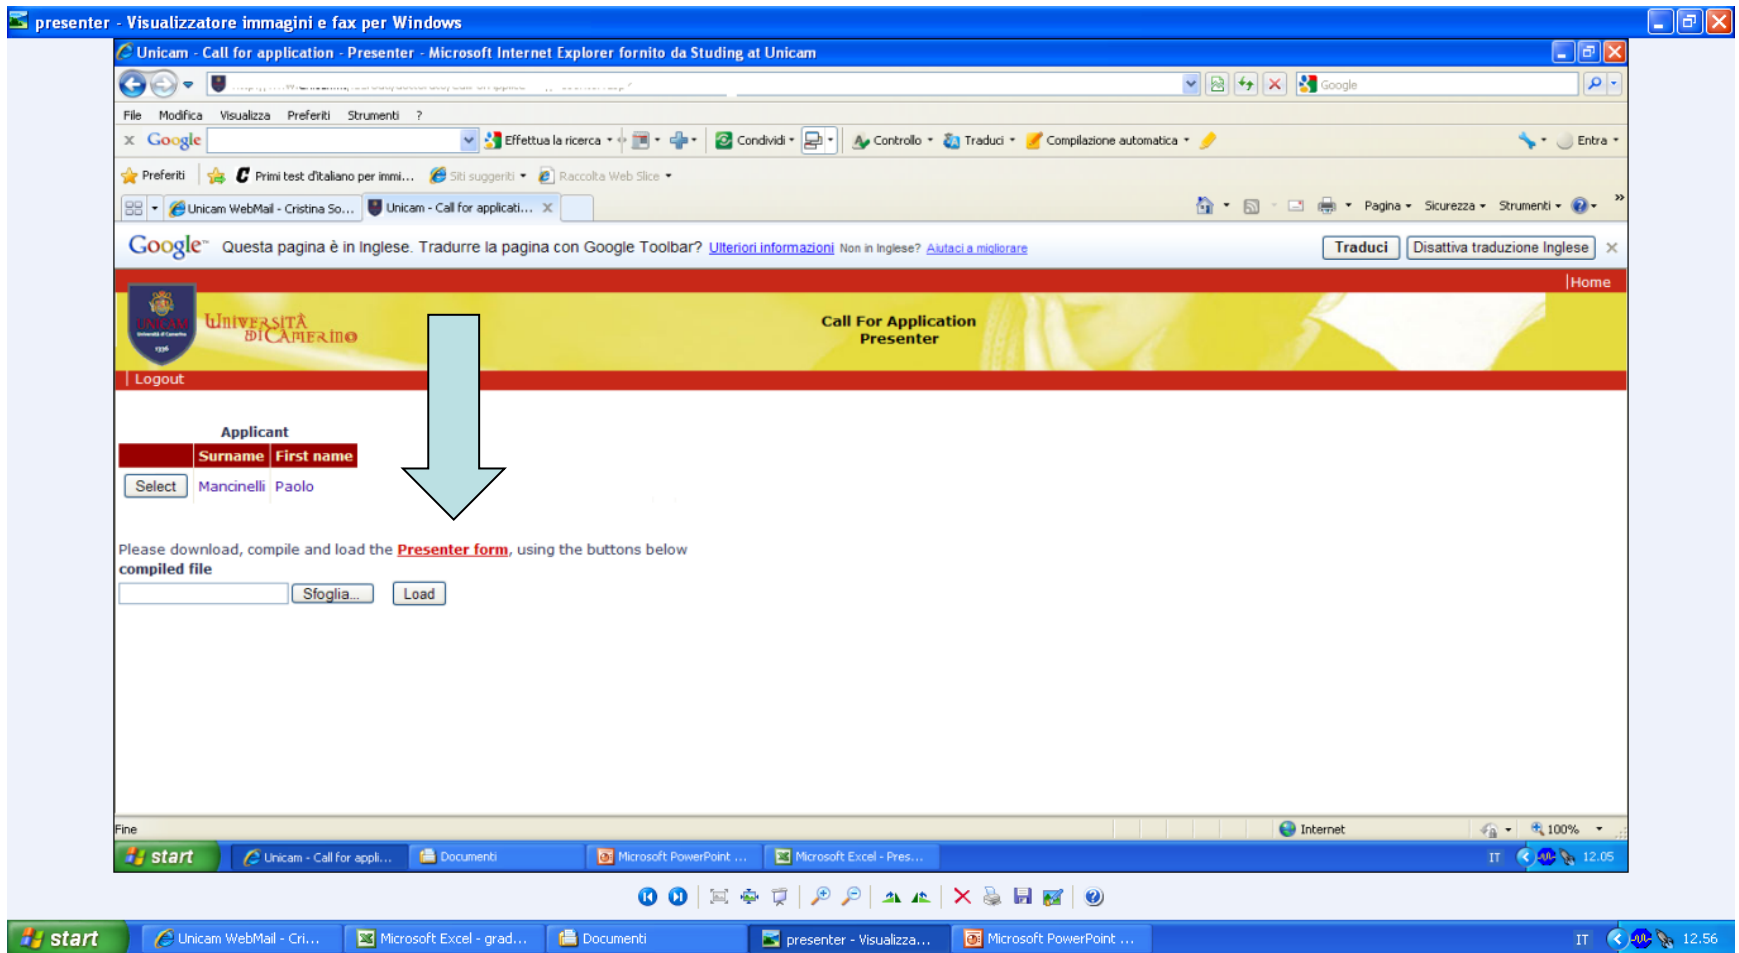 presenter - Visualizzatore immagini e fax per Windows
Unicam - Call for application - Presenter - Microsoft Internet Explorer fornito da Studing at Unicam
Google
File Modifica Visualizza Preferiti Strumenti ?
x Google Effettua la ricerca Condividi Controllo Traduci Compilazione automatica Entra
Preferiti Primi test d'italiano per immi... Siti suggeriti Raccolta Web Slice
Unicam WebMail - Cristina So... Unicam - Call for applicati... X Pagina Sicurezza Strumenti »
Google™ Questa pagina è in Inglese. Tradurre la pagina con Google Toolbar? Ulteriori informazioni Non in Inglese? Aiutaci a migliorare Traduci Disattiva traduzione Inglese ×
|Home
UNICAM
Università di Camerino
1336
Università
di Camerino
Call For Application
Presenter
| Logout
Applicant
Surname First name
Select Mancinelli Paolo
Please download, compile and load the Presenter form, using the buttons below
compiled file
Sfoglia... Load
Fine Internet 100%
start Unicam - Call for appli... Documenti Microsoft PowerPoint ... Microsoft Excel - Pres... IT 12.05
start Unicam WebMail - Cri... Microsoft Excel - grad... Documenti presenter - Visualizza... Microsoft PowerPoint ... IT 12.56